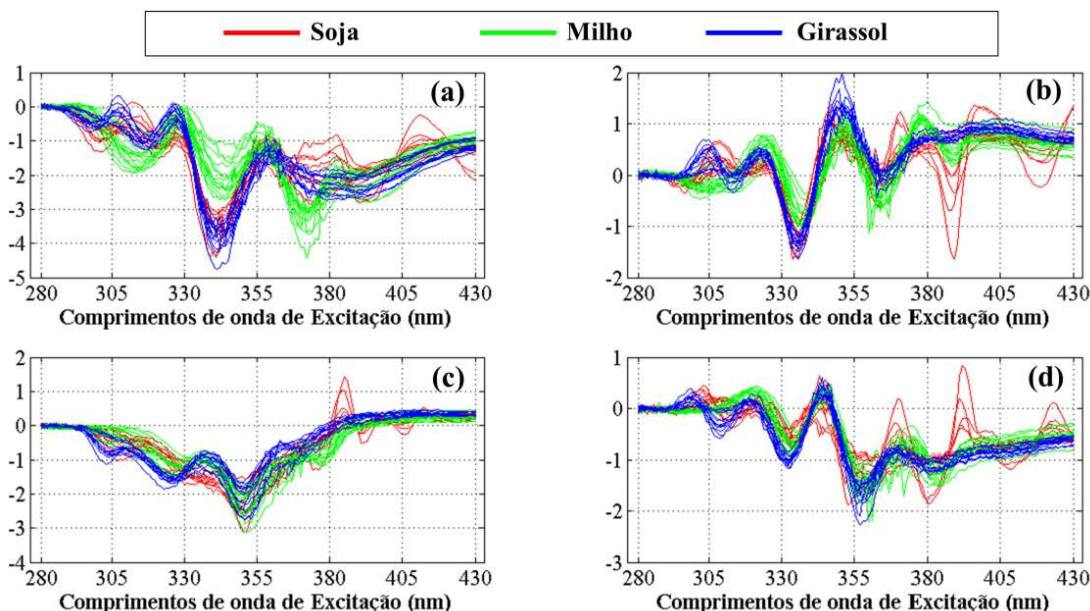 Soja Milho Girassol
(a)
1
0
-1
-2
-3
-4
-5
280 305 330 355 380 405 430
Comprimentos de onda de Excitação (nm)
(b)
2
1
0
1
2
280 305 330 355 380 405 430
Comprimentos de onda de Excitação (nm)
(c)
2
1
0
-1
-2
-3
-4
280 305 330 355 380 405 430
Comprimentos de onda de Excitação (nm)
(d)
1
0
-1
-2
-3
280 305 330 355 380 405 430
Comprimentos de onda de Excitação (nm)